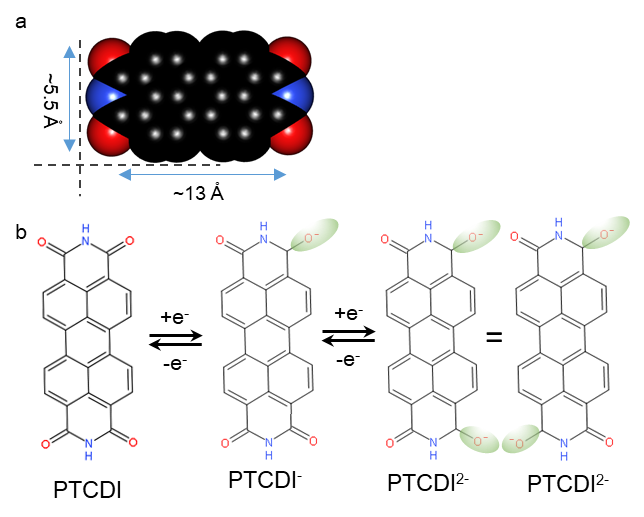 a
~5.5 Å
~13 Å
b
H
N
O
O
O
O
N
H
PTCDI
+e-
-e-
H
N
O
O-
O
O
N
H
PTCDI-
+e-
-e-
H
N
O
O-
O
O-
N
H
PTCDI2-
=
H
N
O
O-
-O
O
N
H
PTCDI2-